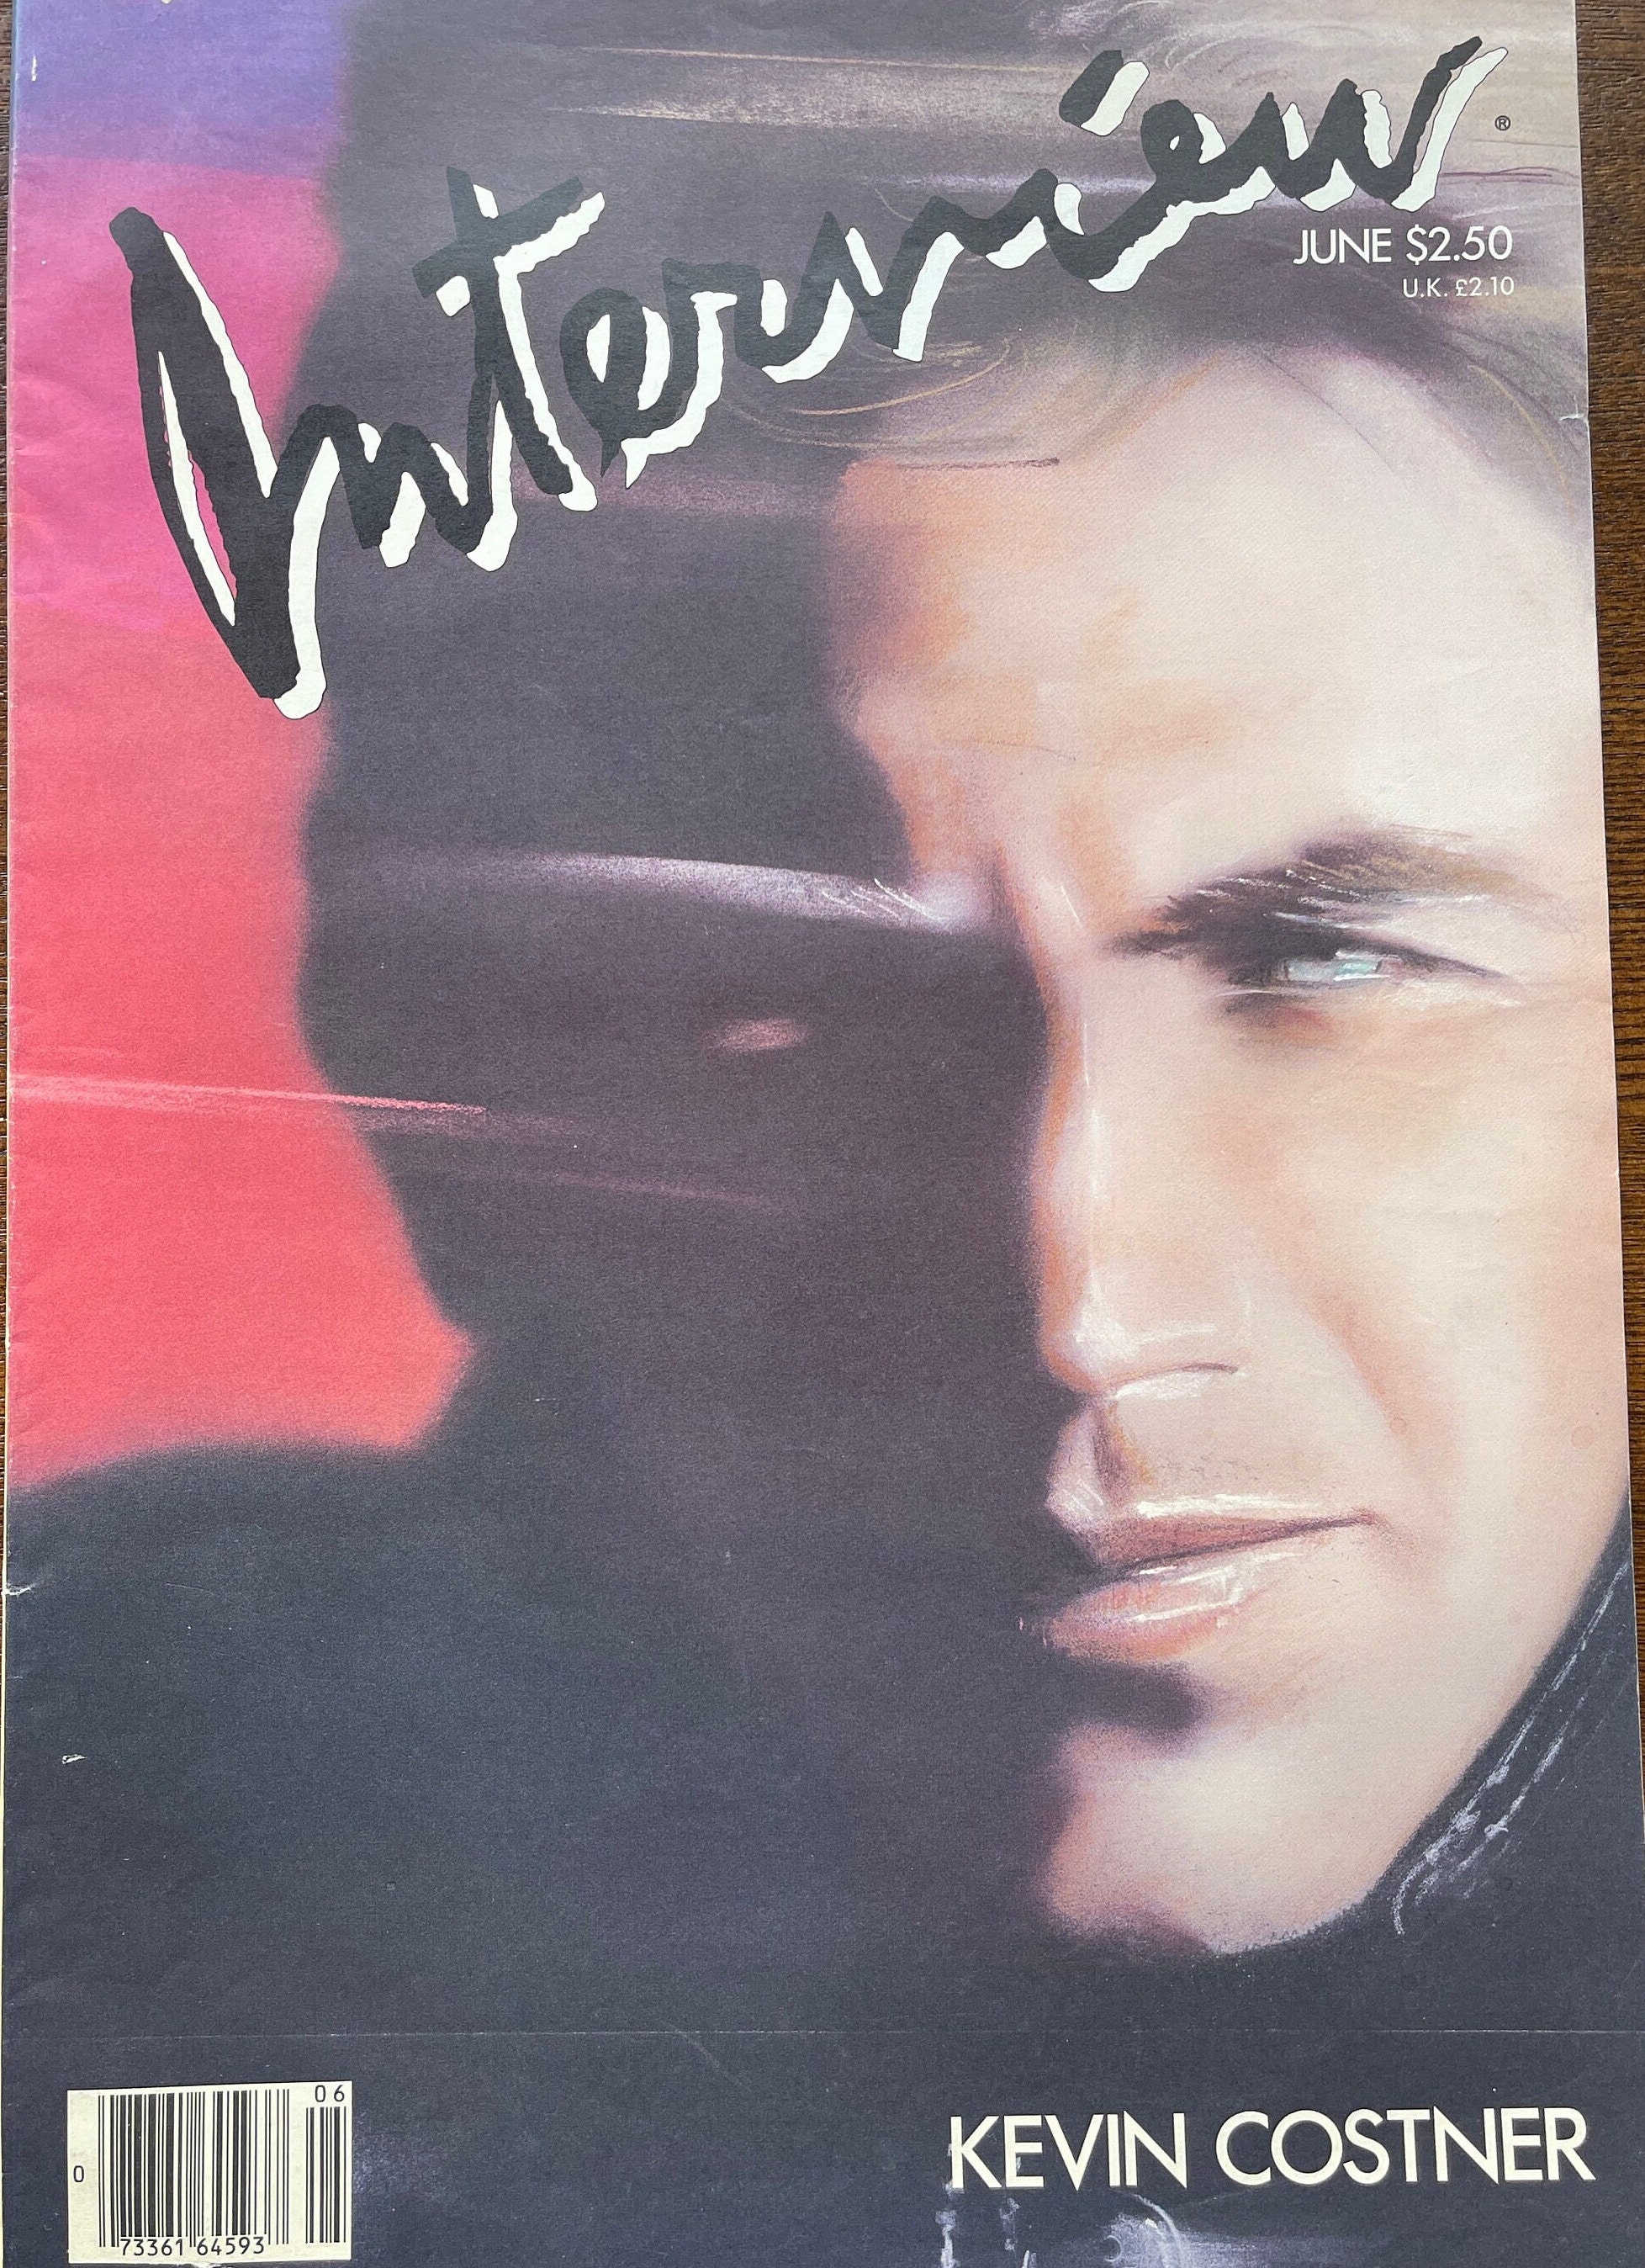 Interview®
JUNE $2.50
U.K. £2.10
KEVIN COSTNER
06
0
73361 64593